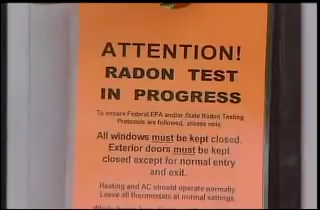 ATTENTION!
RADON TEST
IN PROGRESS
To ensure Federal EPA and/or State Radon Testing
Protocols are followed, please note:
All windows must be kept closed.
Exterior doors must be kept
closed except for normal entry
and exit.
Heating and AC should operate normally.
Leave all thermostats at normal settings.